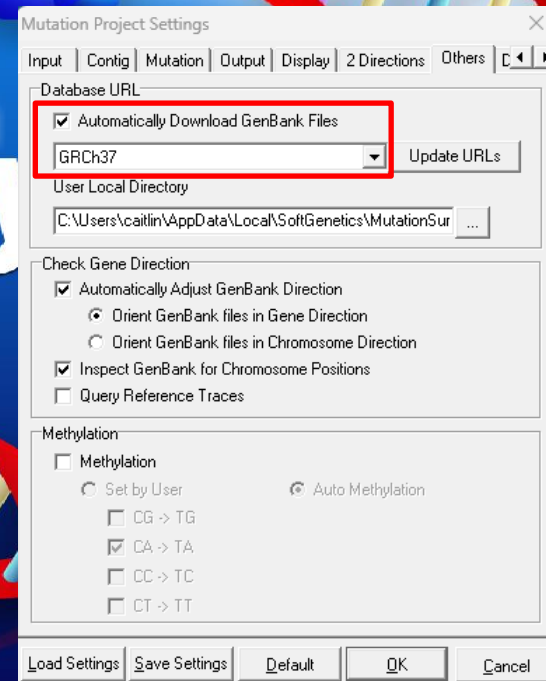 Mutation Project Settings
Input Contig Mutation Output Display 2 Directions Others
Database URL
Automatically Download GenBank Files
GRCh37 Update URLs
User Local Directory
C:\Users\caitlin\AppData\Local\SoftGenetics\MutationSur ...
Check Gene Direction
Automatically Adjust GenBank Direction
Orient GenBank files in Gene Direction
Orient GenBank files in Chromosome Direction
Inspect GenBank for Chromosome Positions
Query Reference Traces
Methylation
Methylation
Set by User Auto Methylation
CG -> TG
CA -> TA
CC -> TC
CT -> TT
Load Settings Save Settings Default OK Cancel